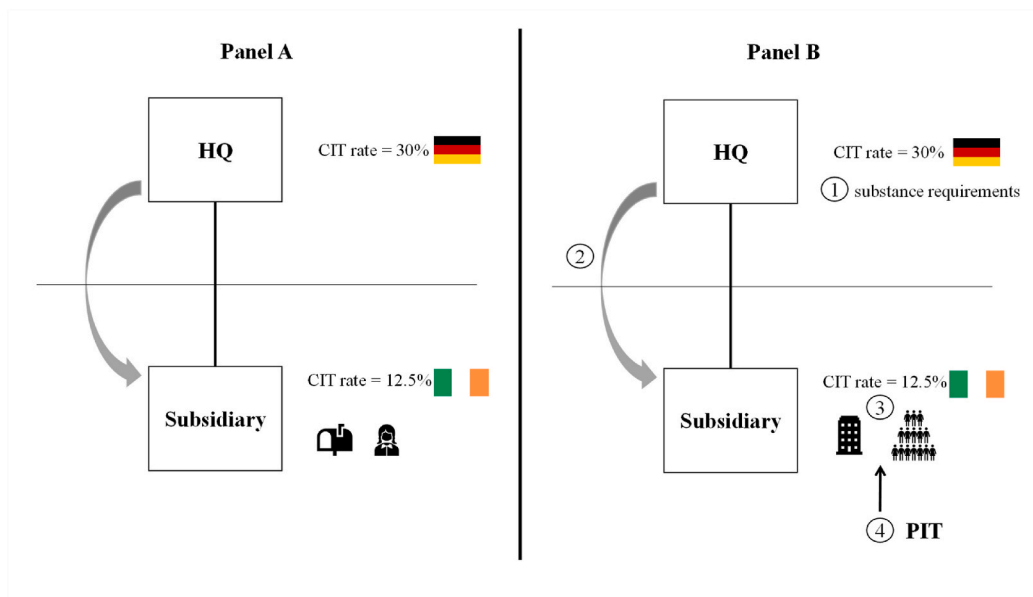 Panel A
HQ
CIT rate = 30%
CIT rate = 12.5%
Subsidiary
Panel B
HQ
CIT rate = 30%
1 substance requirements
2
CIT rate = 12.5%
3
Subsidiary
4 PIT